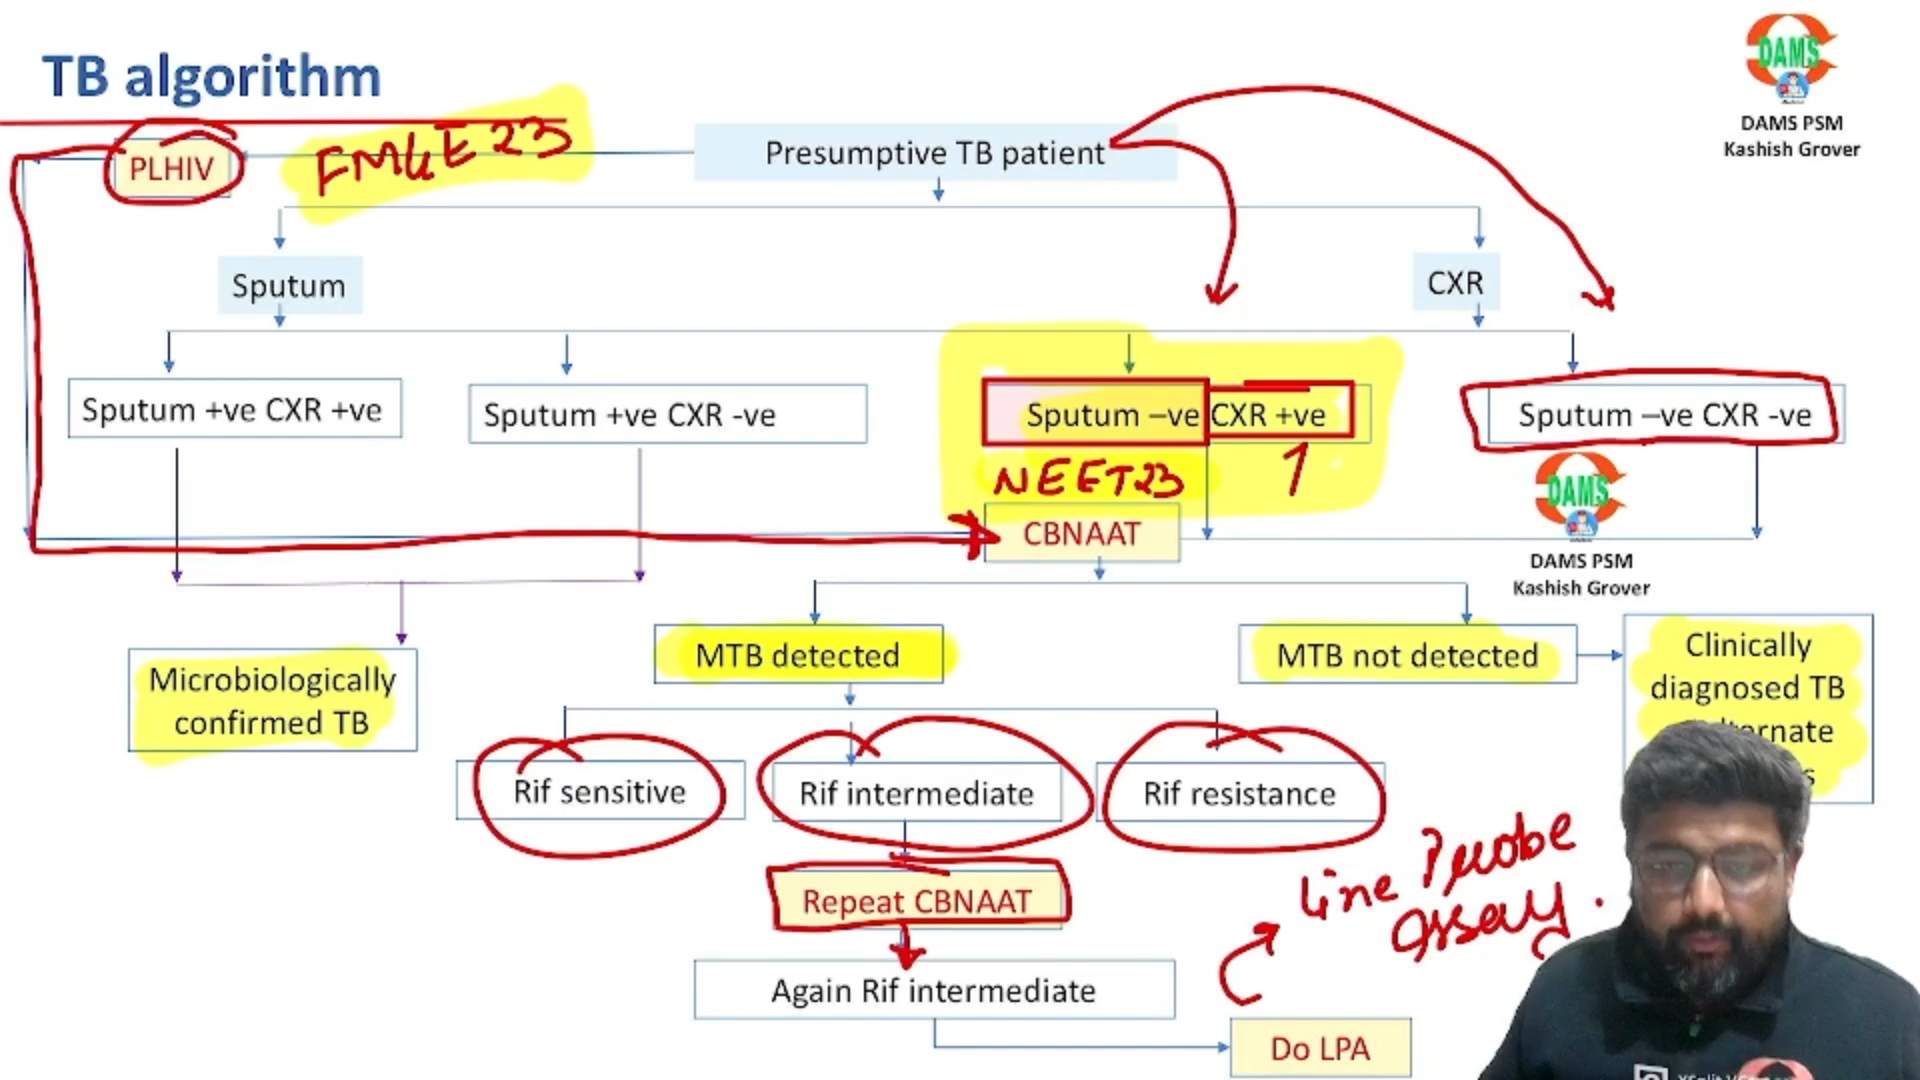 TB algorithm
DAMS
DAMS PSM
Kashish Grover
PLHIV
FMGE 23
Presumptive TB patient
Sputum
CXR
Sputum +ve CXR +ve
Sputum +ve CXR -ve
Sputum –ve CXR +ve
Sputum –ve CXR -ve
NEET23
1
CBNAAT
DAMS
DAMS PSM
Kashish Grover
Microbiologically
confirmed TB
MTB detected
MTB not detected
Clinically
diagnosed TB
Rif sensitive
Rif intermediate
Rif resistance
Repeat CBNAAT
Line Probe
Assay.
Again Rif intermediate
Do LPA